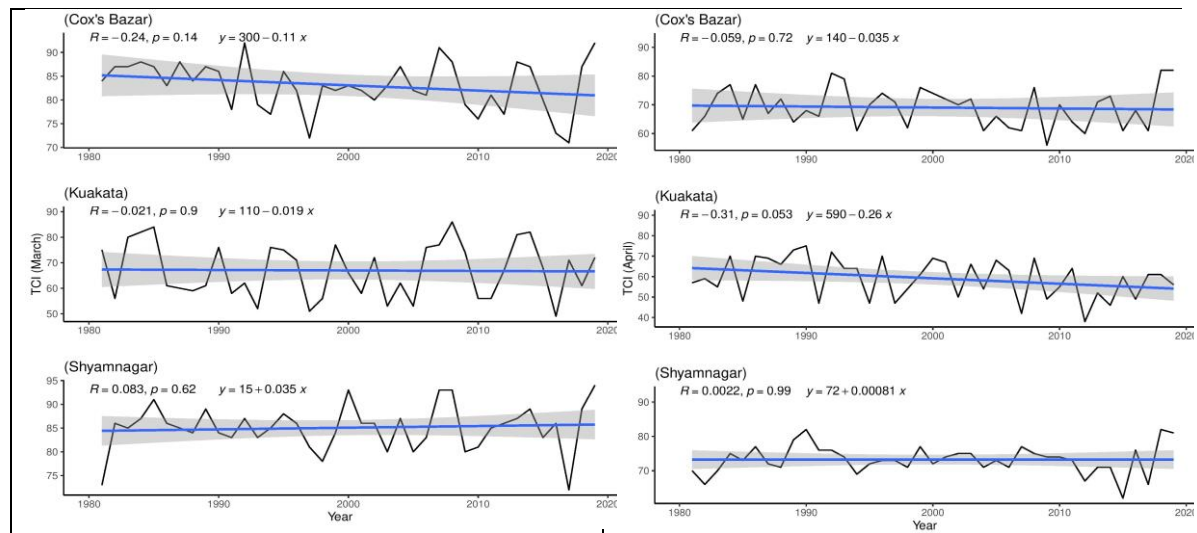 (Cox's Bazar)
R = −0.24, p = 0.14 y = 300−0.11 x
90
85
80
75
70
1980 1990 2000 2010 2020
(Kuakata)
R = −0.021, p = 0.9 y = 110−0.019 x
90
80
70
60
50
TCI (March)
1980 1990 2000 2010 2020
(Shyamnagar)
R = 0.083, p = 0.62 y = 15+0.035 x
95
90
85
80
75
1980 1990 2000 2010 2020
Year
(Cox's Bazar)
R = −0.059, p = 0.72 y = 140−0.035 x
90
80
70
60
1980 1990 2000 2010 2020
(Kuakata)
R = −0.31, p = 0.053 y = 590−0.26 x
90
80
70
60
50
40
TCI (April)
1980 1990 2000 2010 2020
(Shyamnagar)
R = 0.0022, p = 0.99 y = 72+0.00081 x
90
80
70
1980 1990 2000 2010 2020
Year